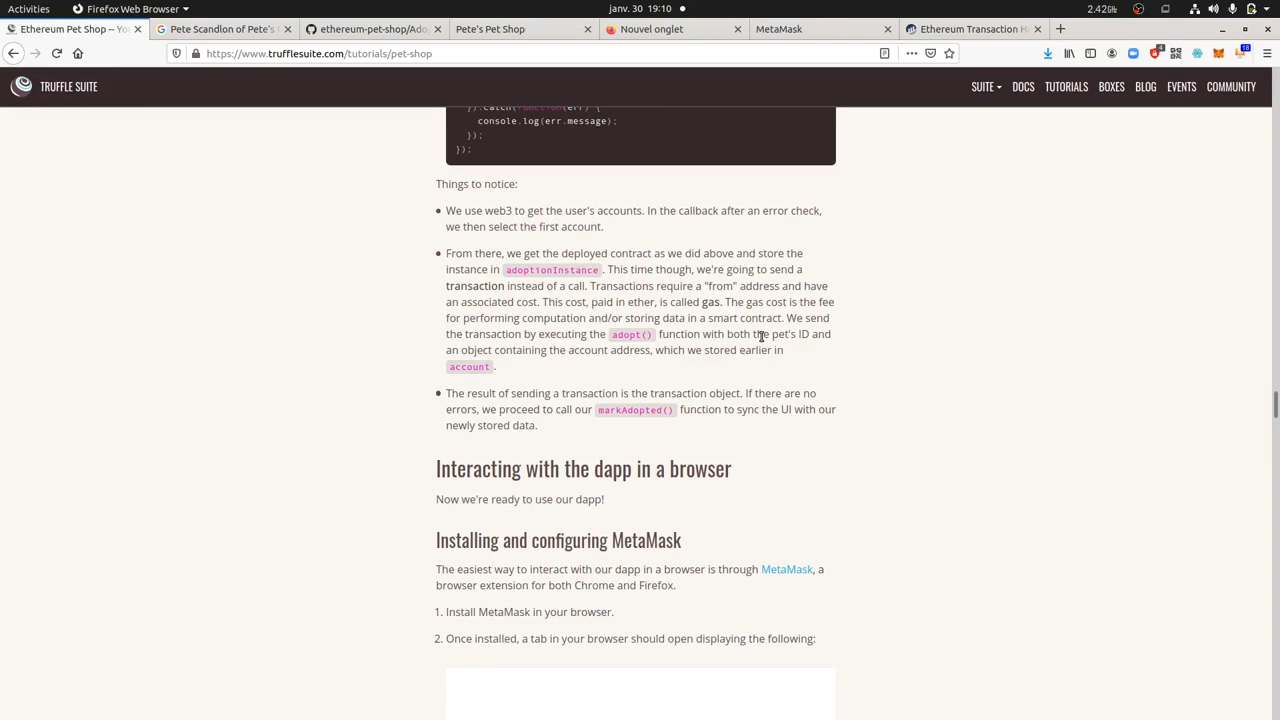 Activities
Firefox Web Browser
janv. 30 19:10
2.42GHz
Ethereum Pet Shop -- Yo
Pete Scandlon of Pete's
ethereum-pet-shop/Ado
Pete's Pet Shop
Nouvel onglet
MetaMask
Ethereum Transaction H
https://www.trufflesuite.com/tutorials/pet-shop
4
18
TRUFFLE SUITE
SUITE
DOCS
TUTORIALS
BOXES
BLOG
EVENTS
COMMUNITY
}).catch(function(err) {
console.log(err.message);
});
});
Things to notice:
We use web3 to get the user's accounts. In the callback after an error check,
we then select the first account.
From there, we get the deployed contract as we did above and store the
instance in adoptionInstance. This time though, we're going to send a
transaction instead of a call. Transactions require a "from" address and have
an associated cost. This cost, paid in ether, is called gas. The gas cost is the fee
for performing computation and/or storing data in a smart contract. We send
the transaction by executing the adopt() function with both the pet's ID and
an object containing the account address, which we stored earlier in
account.
The result of sending a transaction is the transaction object. If there are no
errors, we proceed to call our markAdopted() function to sync the UI with our
newly stored data.
Interacting with the dapp in a browser
Now we're ready to use our dapp!
Installing and configuring MetaMask
The easiest way to interact with our dapp in a browser is through MetaMask, a
browser extension for both Chrome and Firefox.
1. Install MetaMask in your browser.
2. Once installed, a tab in your browser should open displaying the following: